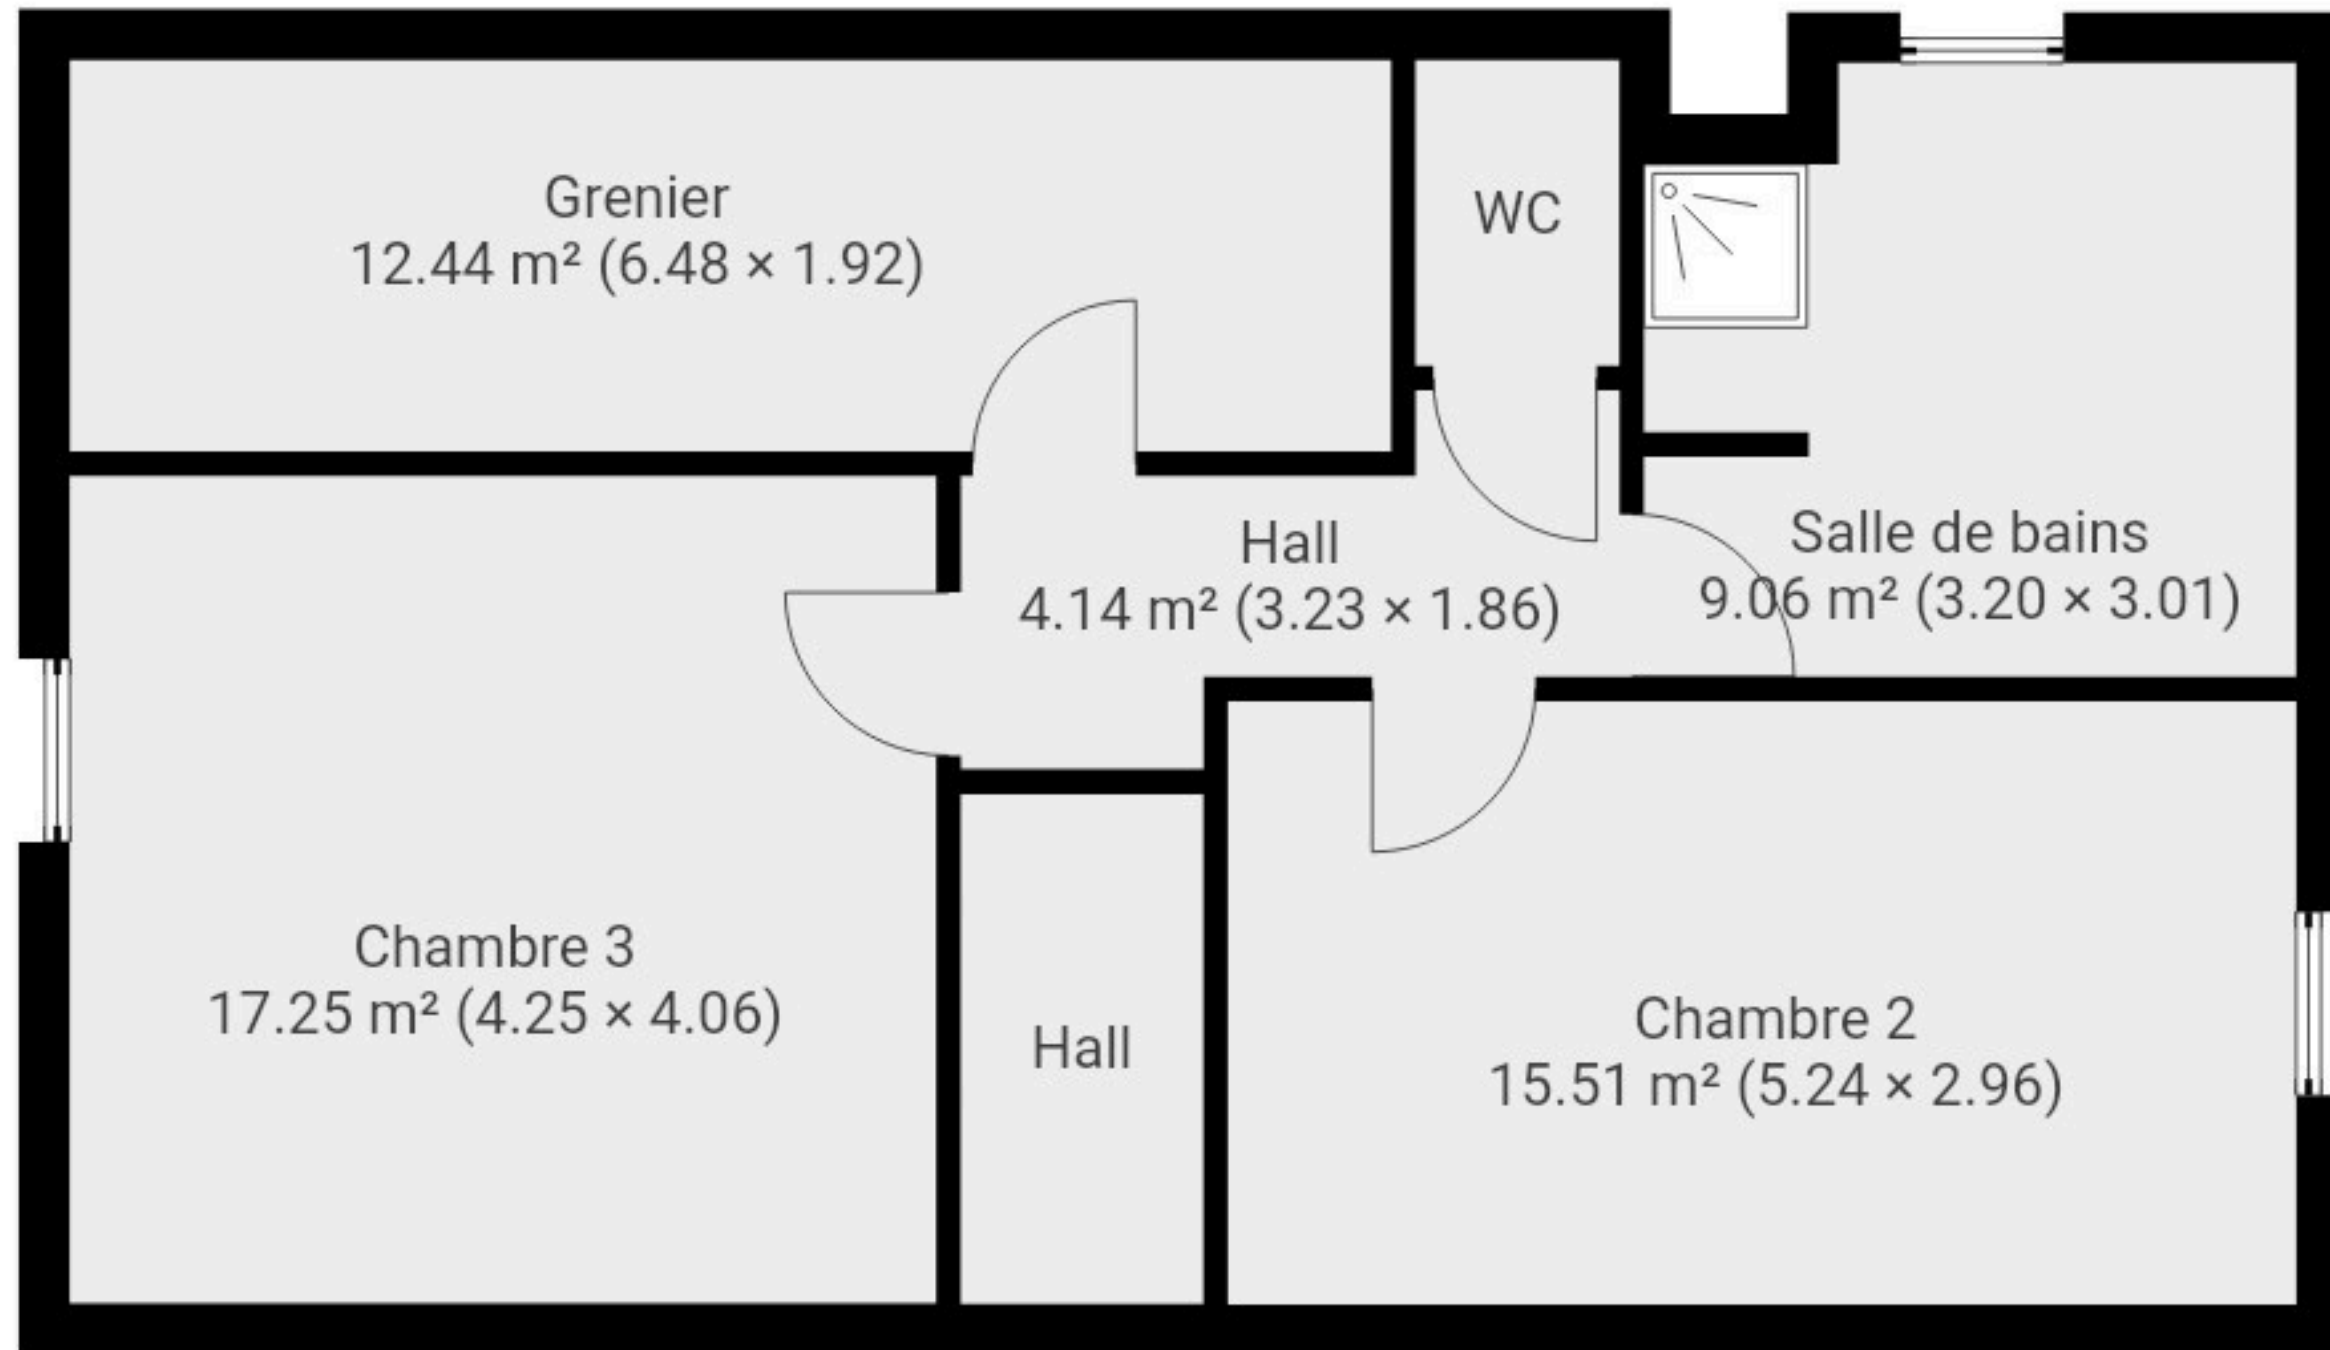 Grenier
12.44 m² (6.48 × 1.92)
WC
Hall
4.14 m² (3.23 × 1.86)
Salle de bains
9.06 m² (3.20 × 3.01)
Chambre 3
17.25 m² (4.25 × 4.06)
Hall
Chambre 2
15.51 m² (5.24 × 2.96)